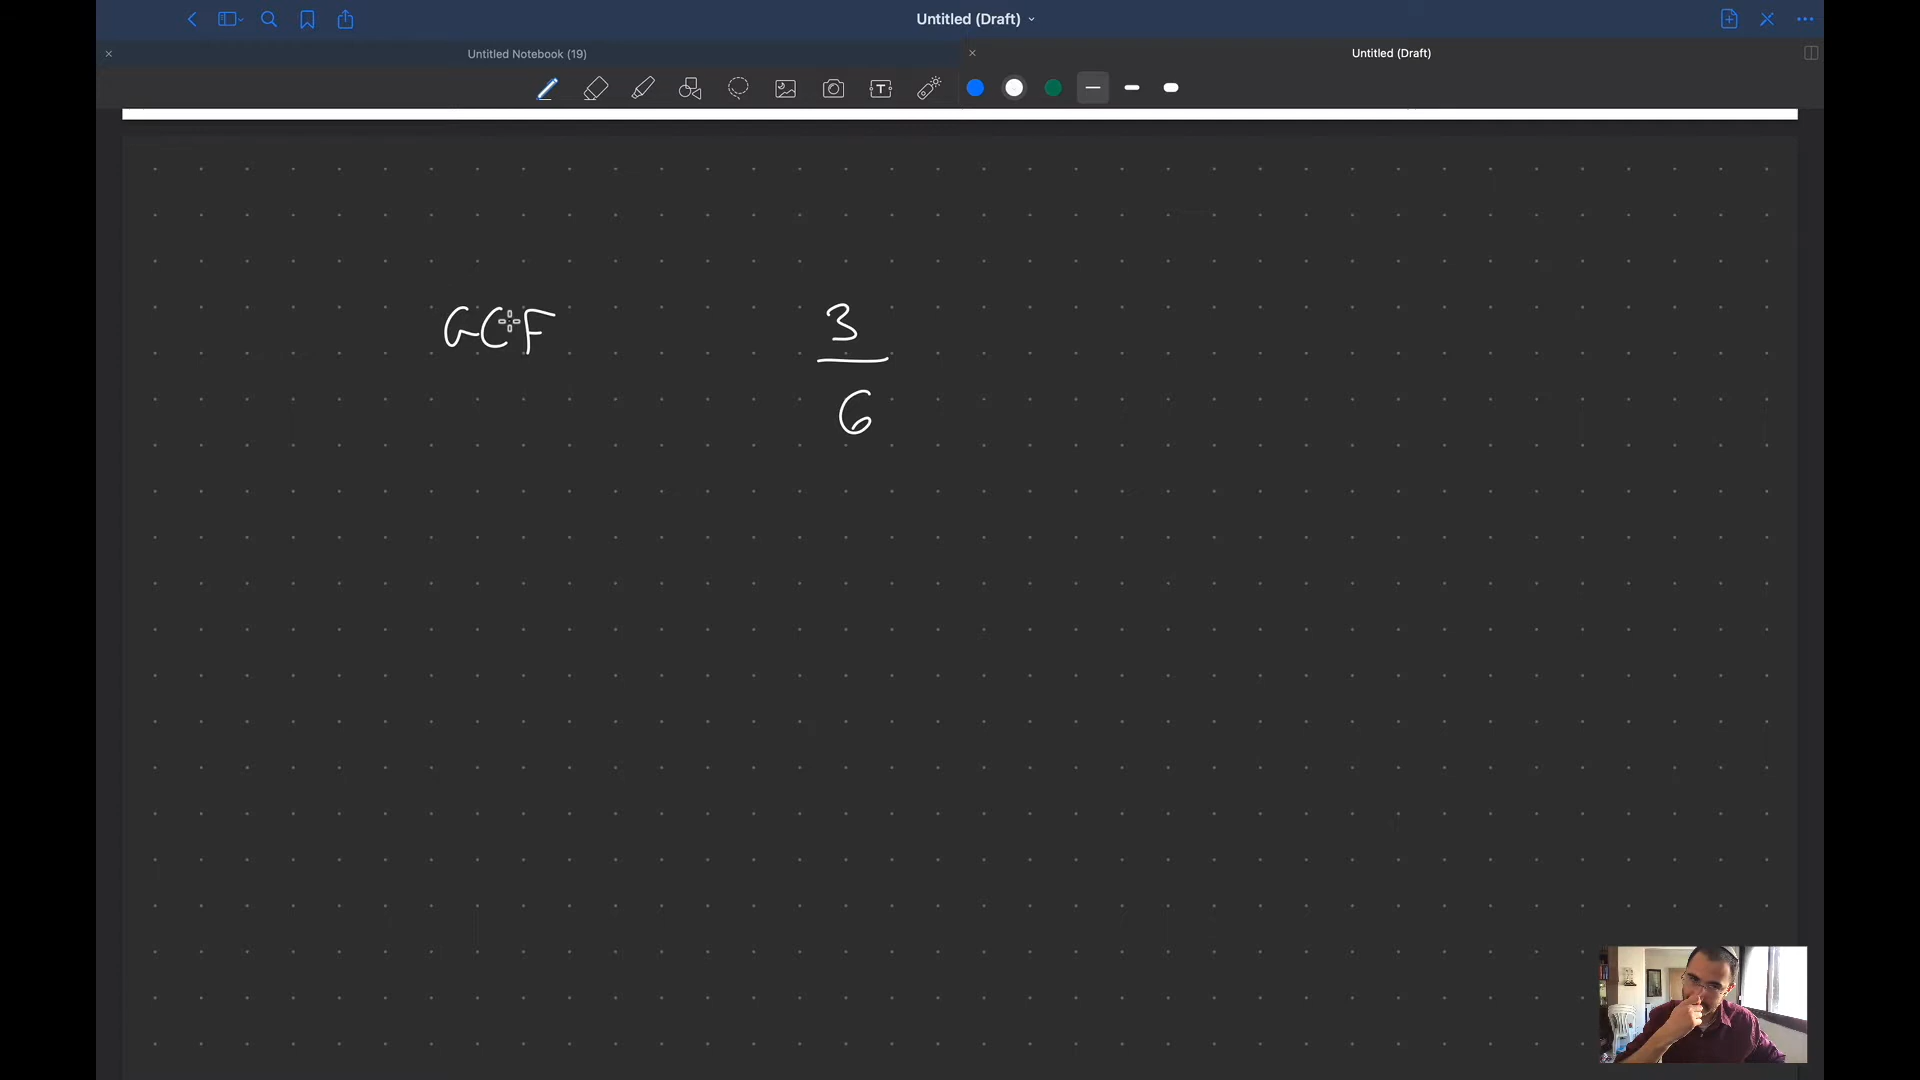 Untitled (Draft)
Untitled Notebook (19)
Untitled (Draft)
T
GCF
3
6